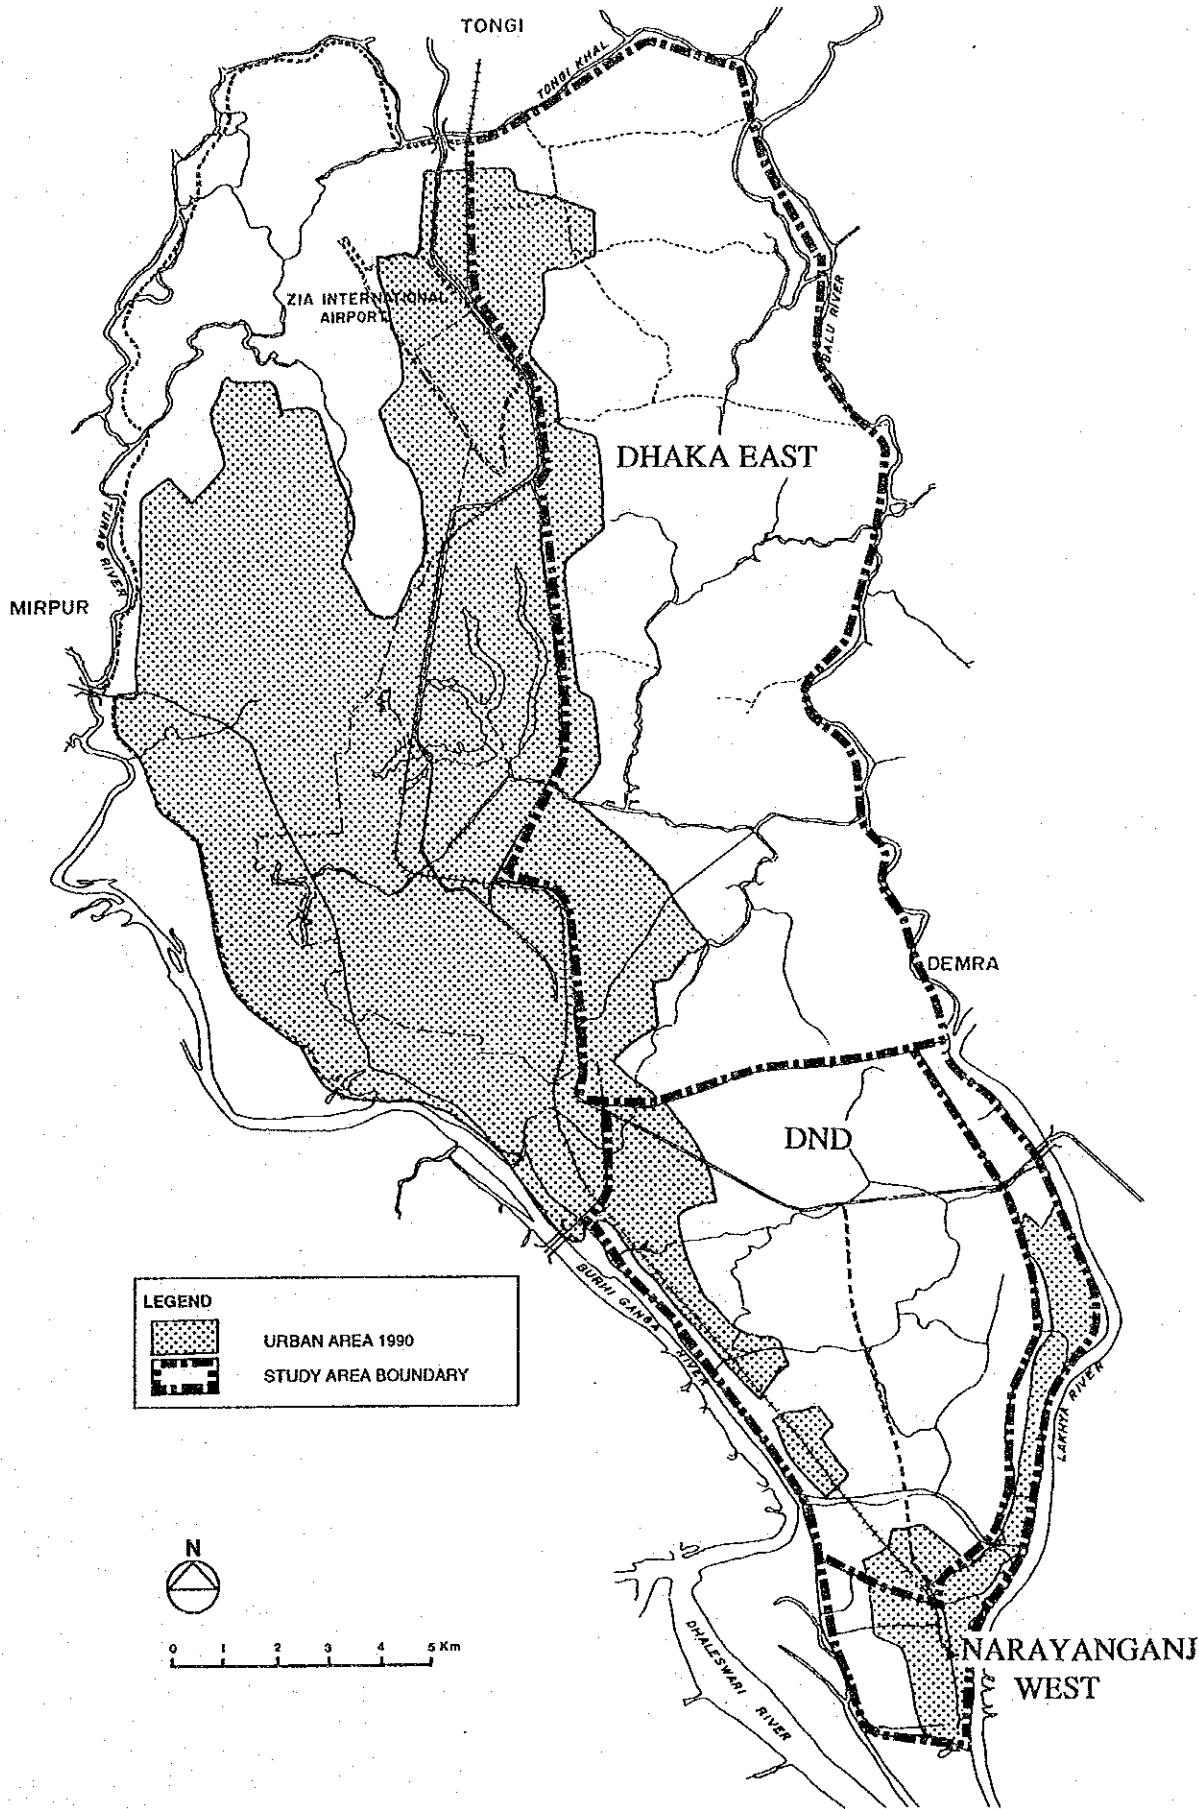 TONGI
TONGI KHAL
ZIA INTERNATIONAL
AIRPORT
BALU RIVER
DHAKA EAST
TURAG RIVER
MIRPUR
DEMRA
DND
BURHI GANGA RIVER
LEGEND
URBAN AREA 1990
STUDY AREA BOUNDARY
LAKHYA RIVER
N
0 1 2 3 4 5 Km
DHALESWARI RIVER
NARAYANGANJ
WEST